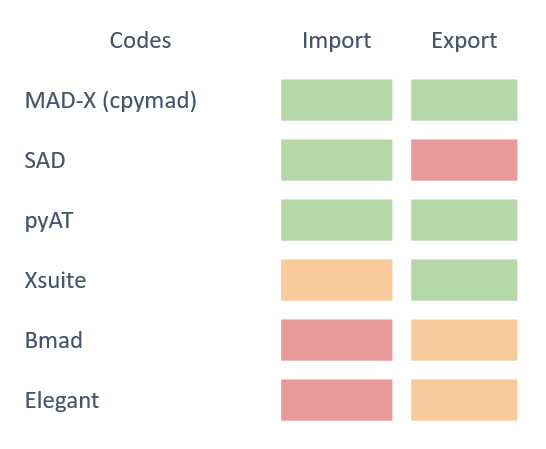 Codes Import Export
MAD-X (cpymad)
SAD
pyAT
Xsuite
Bmad
Elegant